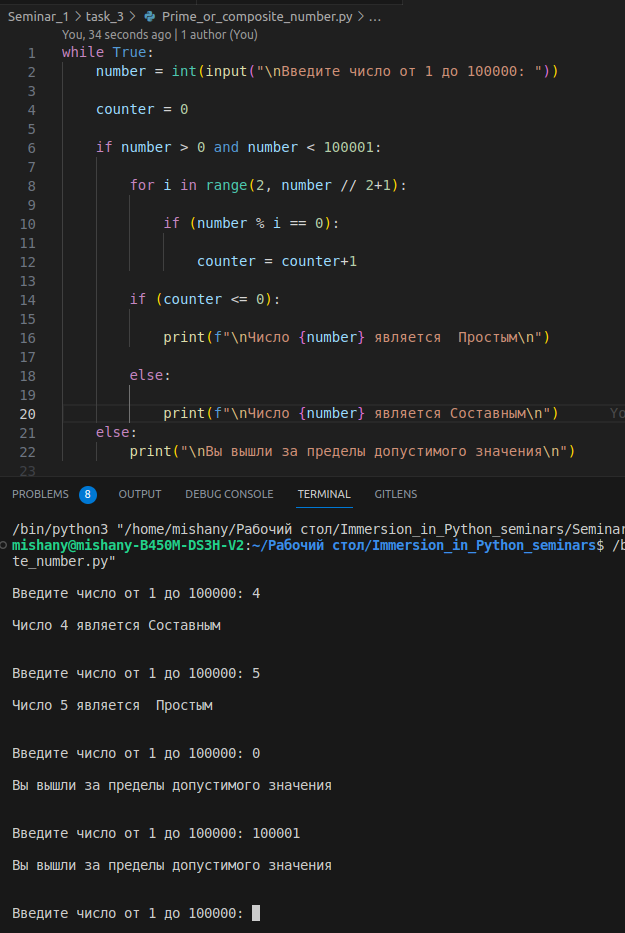 Seminar_1 > task_3 > Prime_or_composite_number.py > ...
You, 34 seconds ago | 1 author (You)
1 while True:
2 number = int(input("\nВведите число от 1 до 100000: "))
3
4 counter = 0
5
6 if number > 0 and number < 100001:
7
8 for i in range(2, number // 2+1):
9
10 if (number % i == 0):
11
12 counter = counter+1
13
14 if (counter <= 0):
15
16 print(f"\nЧисло {number} является  Простым\n")
17
18 else:
19
20 print(f"\nЧисло {number} является Составным\n") Yo
21 else:
22 print("\nВы вышли за пределы допустимого значения\n")
23
PROBLEMS 8 OUTPUT DEBUG CONSOLE TERMINAL GITLENS
/bin/python3 "/home/mishany/Рабочий стол/Immersion_in_Python_seminars/Seminar
mishany@mishany-B450M-DS3H-V2:~/Рабочий стол/Immersion_in_Python_seminars$ /b
te_number.py"
Введите число от 1 до 100000: 4
Число 4 является Составным
Введите число от 1 до 100000: 5
Число 5 является  Простым
Введите число от 1 до 100000: 0
Вы вышли за пределы допустимого значения
Введите число от 1 до 100000: 100001
Вы вышли за пределы допустимого значения
Введите число от 1 до 100000: